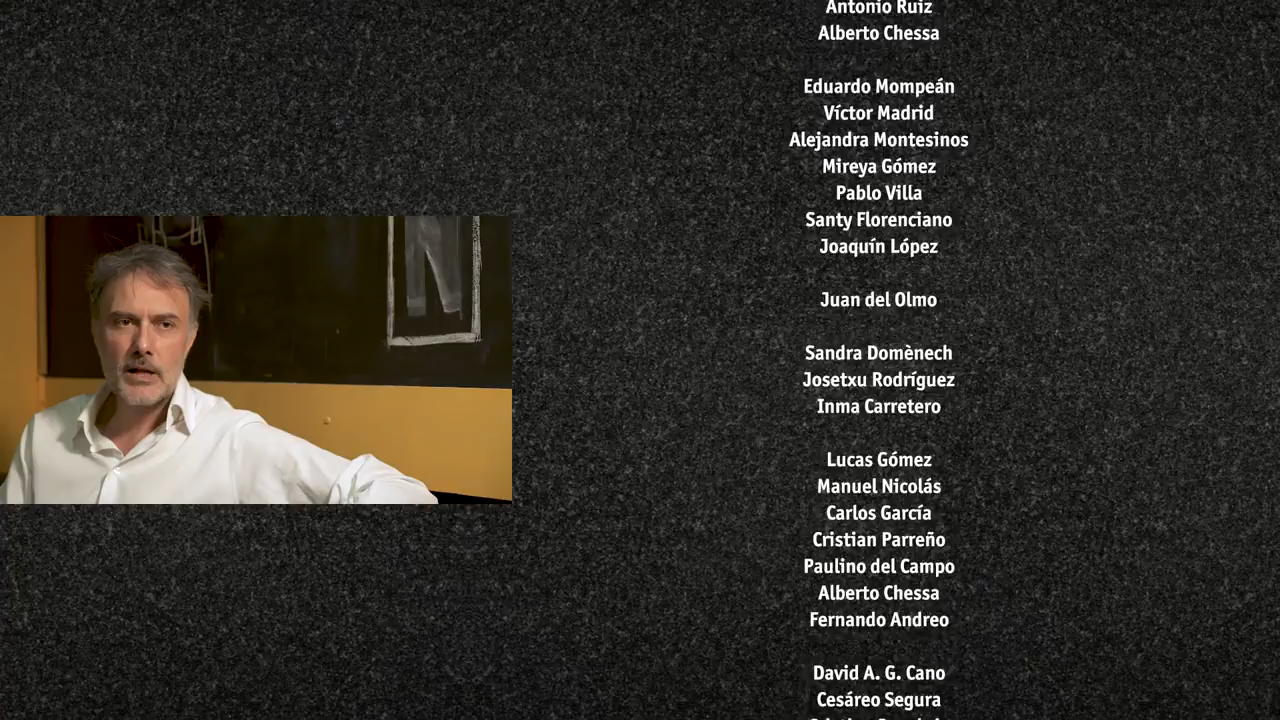 Antonio Ruiz
Alberto Chessa
Eduardo Mompeán
Víctor Madrid
Alejandra Montesinos
Mireya Gómez
Pablo Villa
Santy Florenciano
Joaquín López
Juan del Olmo
Sandra Domènech
Josetxu Rodríguez
Inma Carretero
Lucas Gómez
Manuel Nicolás
Carlos García
Cristian Parreño
Paulino del Campo
Alberto Chessa
Fernando Andreo
David A. G. Cano
Cesáreo Segura